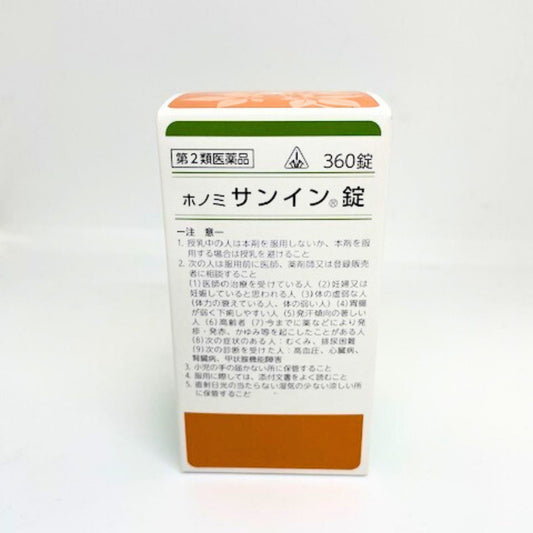 第2類医薬品 360錠
ホノミ サンイン®錠
―注 意―
1. 授乳中の人は本剤を服用しないか、本剤を服
用する場合は授乳を避けること
2. 次の人は服用前に医師、薬剤師又は登録販売
者に相談すること
(1)医師の治療を受けている人 (2)妊婦又は
妊娠していると思われる人 (3)体の虚弱な人
(体力の衰えている人、体の弱い人) (4)胃腸
が弱く下痢しやすい人 (5)発汗傾向の著しい
人 (6)高齢者 (7)今までに薬などにより発
疹・発赤、かゆみ等を起こしたことがある人
(8)次の症状のある人：むくみ、排尿困難
(9)次の診断を受けた人：高血圧、心臓病、
腎臓病、甲状腺機能障害
3. 小児の手の届かない所に保管すること
4. 服用に際しては、添付文書をよく読むこと
5. 直射日光の当たらない湿気の少ない涼しい所
に保管すること